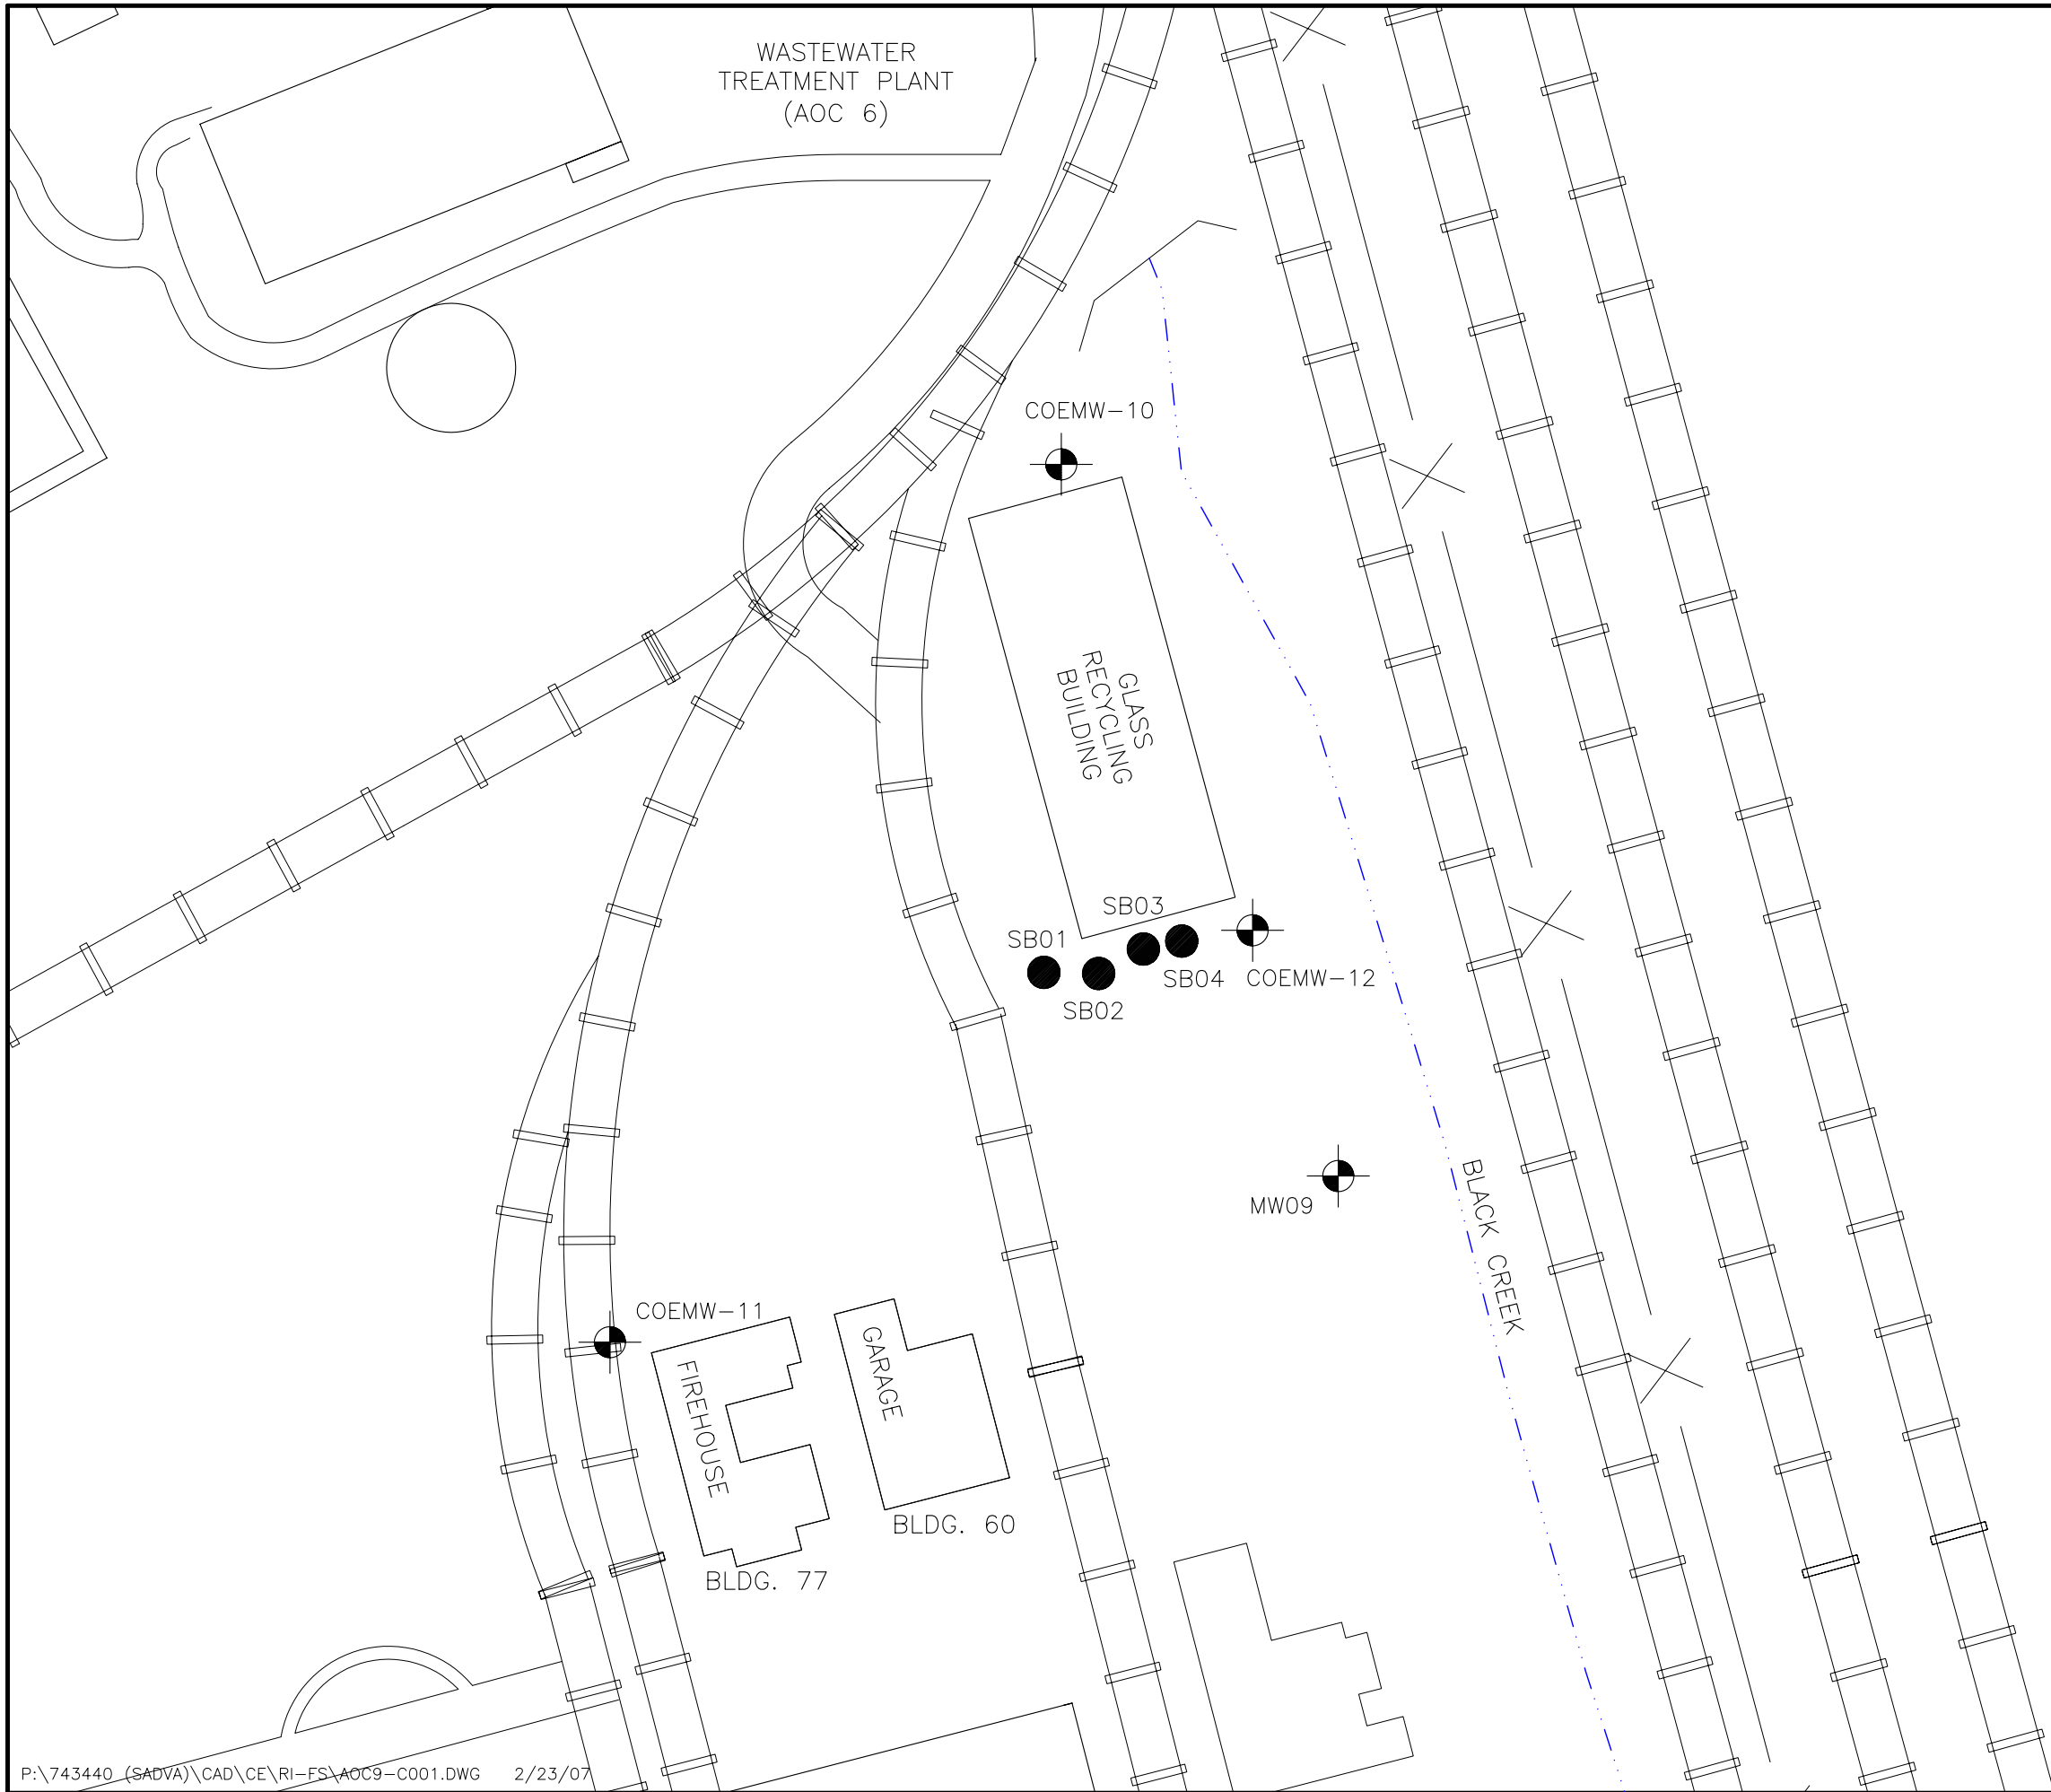 WASTEWATER
TREATMENT PLANT
(AOC 6)
COEMW-10
GLASS
RECYCLING
BUILDING
SB03
SB01
SB04
COEMW-12
SB02
BLACK CREEK
MW09
COEMW-11
FIREHOUSE
GARAGE
BLDG. 60
BLDG. 77
P:\743440 (SADVA)\CAD\CE\RI-FS\AOC9-C001.DWG 2/23/07